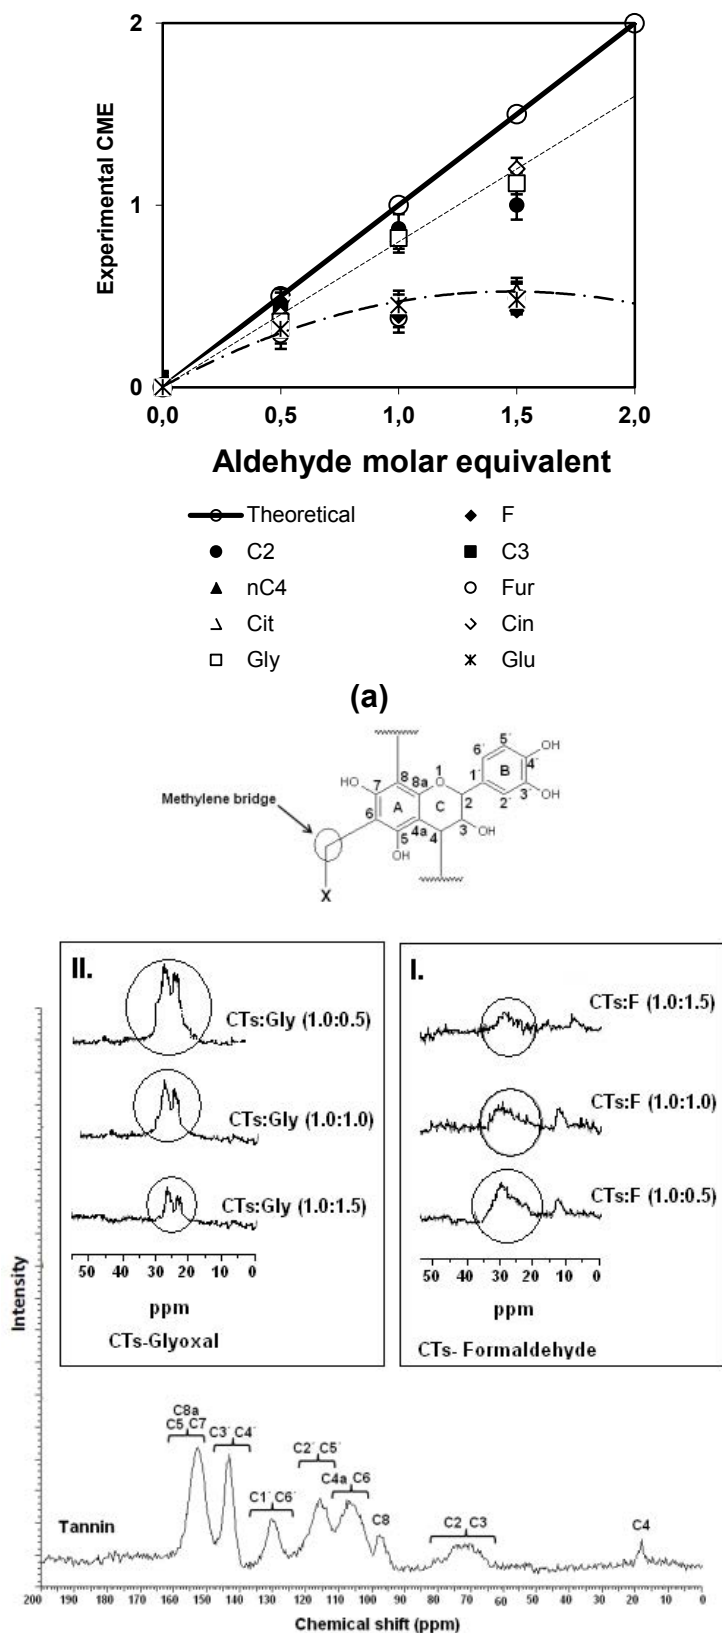 2
1
0
Experimental CME
0,0 0,5 1,0 1,5 2,0
Aldehyde molar equivalent
Theoretical F
C2 C3
nC4 Fur
Cit Cin
Gly Glu
(a)
Methylene bridge
HO 7 8 8a O 1 2 3 4 4a 5 6 A C OH OH
1´ 2´ 3´ 4´ 5´ 6´ B OH OH
X
II.
CTs:Gly (1.0:0.5)
CTs:Gly (1.0:1.0)
CTs:Gly (1.0:1.5)
50 40 30 20 10 0
ppm
CTs-Glyoxal
I.
CTs:F (1.0:1.5)
CTs:F (1.0:1.0)
CTs:F (1.0:0.5)
50 40 30 20 10 0
ppm
CTs- Formaldehyde
Intensity
C8a
C5 C7
C3´ C4´
C1´ C6´
C2´ C5´
C4a C6
C8
C2 C3
C4
Tannin
200 190 180 170 160 150 140 130 120 110 100 90 80 70 60 50 40 30 20 10 0
Chemical shift (ppm)